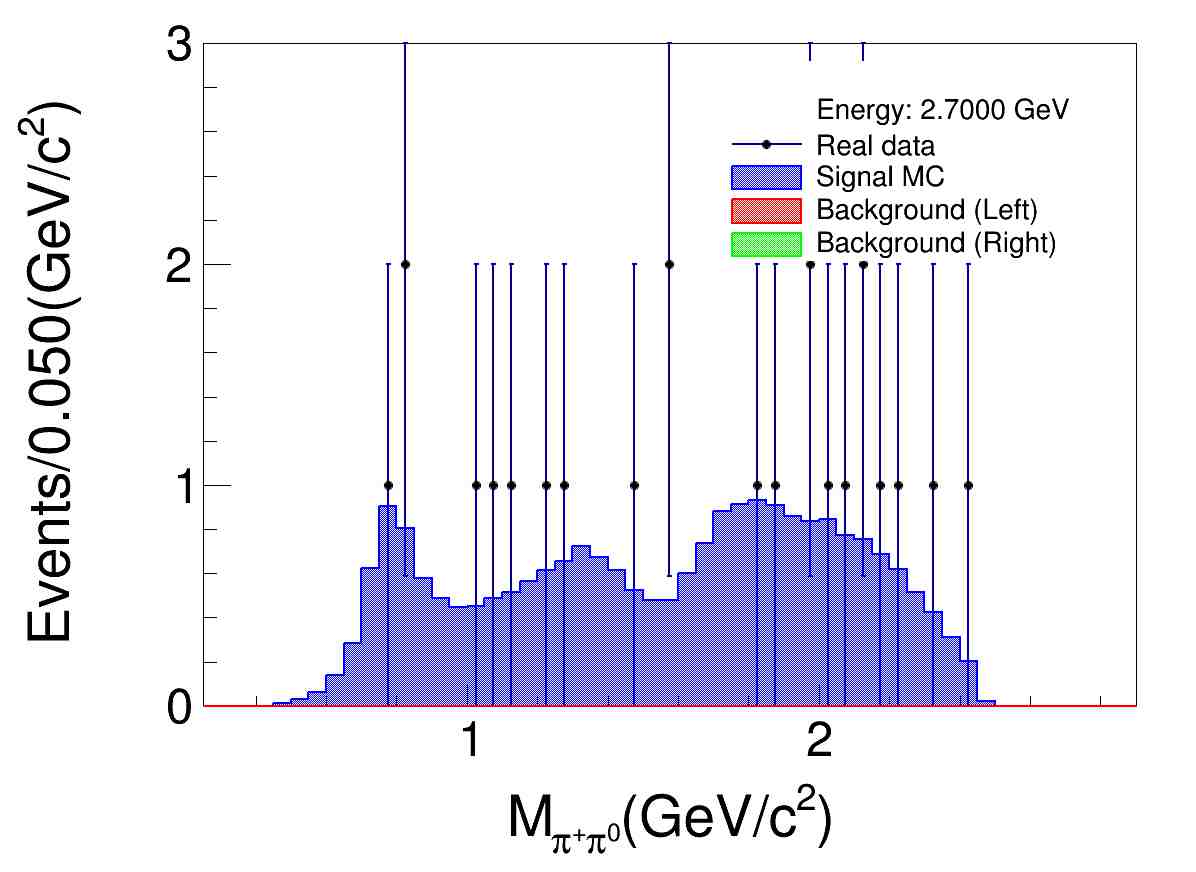 3
2
1
0
1
2
Events/0.050(GeV/c²)
Energy: 2.7000 GeV
Real data
Signal MC
Background (Left)
Background (Right)
M_π⁺π⁰(GeV/c²)